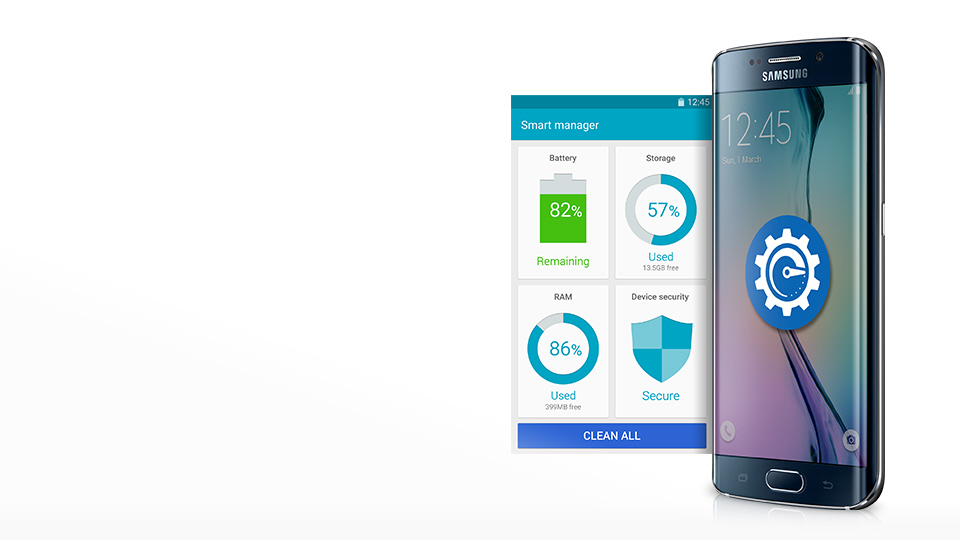 12:45
Smart manager
Battery
82%
Remaining
Storage
57%
Used
13.5GB free
RAM
86%
Used
399MB free
Device security
Secure
CLEAN ALL
SAMSUNG
12:45
Sun, 1 March